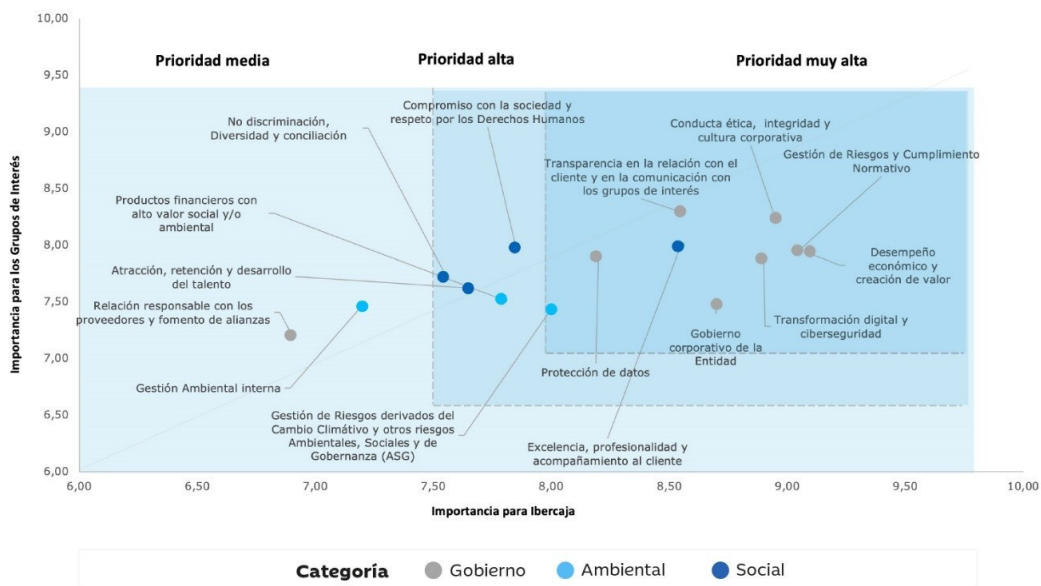 10,00
9,50
9,00
8,50
8,00
7,50
7,00
6,50
6,00
Importancia para los Grupos de Interés
Prioridad media
Prioridad alta
Prioridad muy alta
No discriminación,
Diversidad y conciliación
Compromiso con la sociedad y
respeto por los Derechos Humanos
Conducta ética, integridad y
cultura corporativa
Transparencia en la relación con el
cliente y en la comunicación con
los grupos de interés
Gestión de Riesgos y Cumplimiento
Normativo
Productos financieros con
alto valor social y/o
ambiental
Atracción, retención y desarrollo
del talento
Desempeño
económico y
creación de valor
Relación responsable con los
proveedores y fomento de alianzas
Transformación digital y
ciberseguridad
Gobierno
corporativo de la
Entidad
Protección de datos
Gestión Ambiental interna
Gestión de Riesgos derivados del
Cambio Climátivo y otros riesgos
Ambientales, Sociales y de
Gobernanza (ASG)
Excelencia, profesionalidad y
acompañamiento al cliente
6,00
6,50
7,00
7,50
8,00
8,50
9,00
9,50
10,00
Importancia para Ibercaja
Categoría
Gobierno
Ambiental
Social